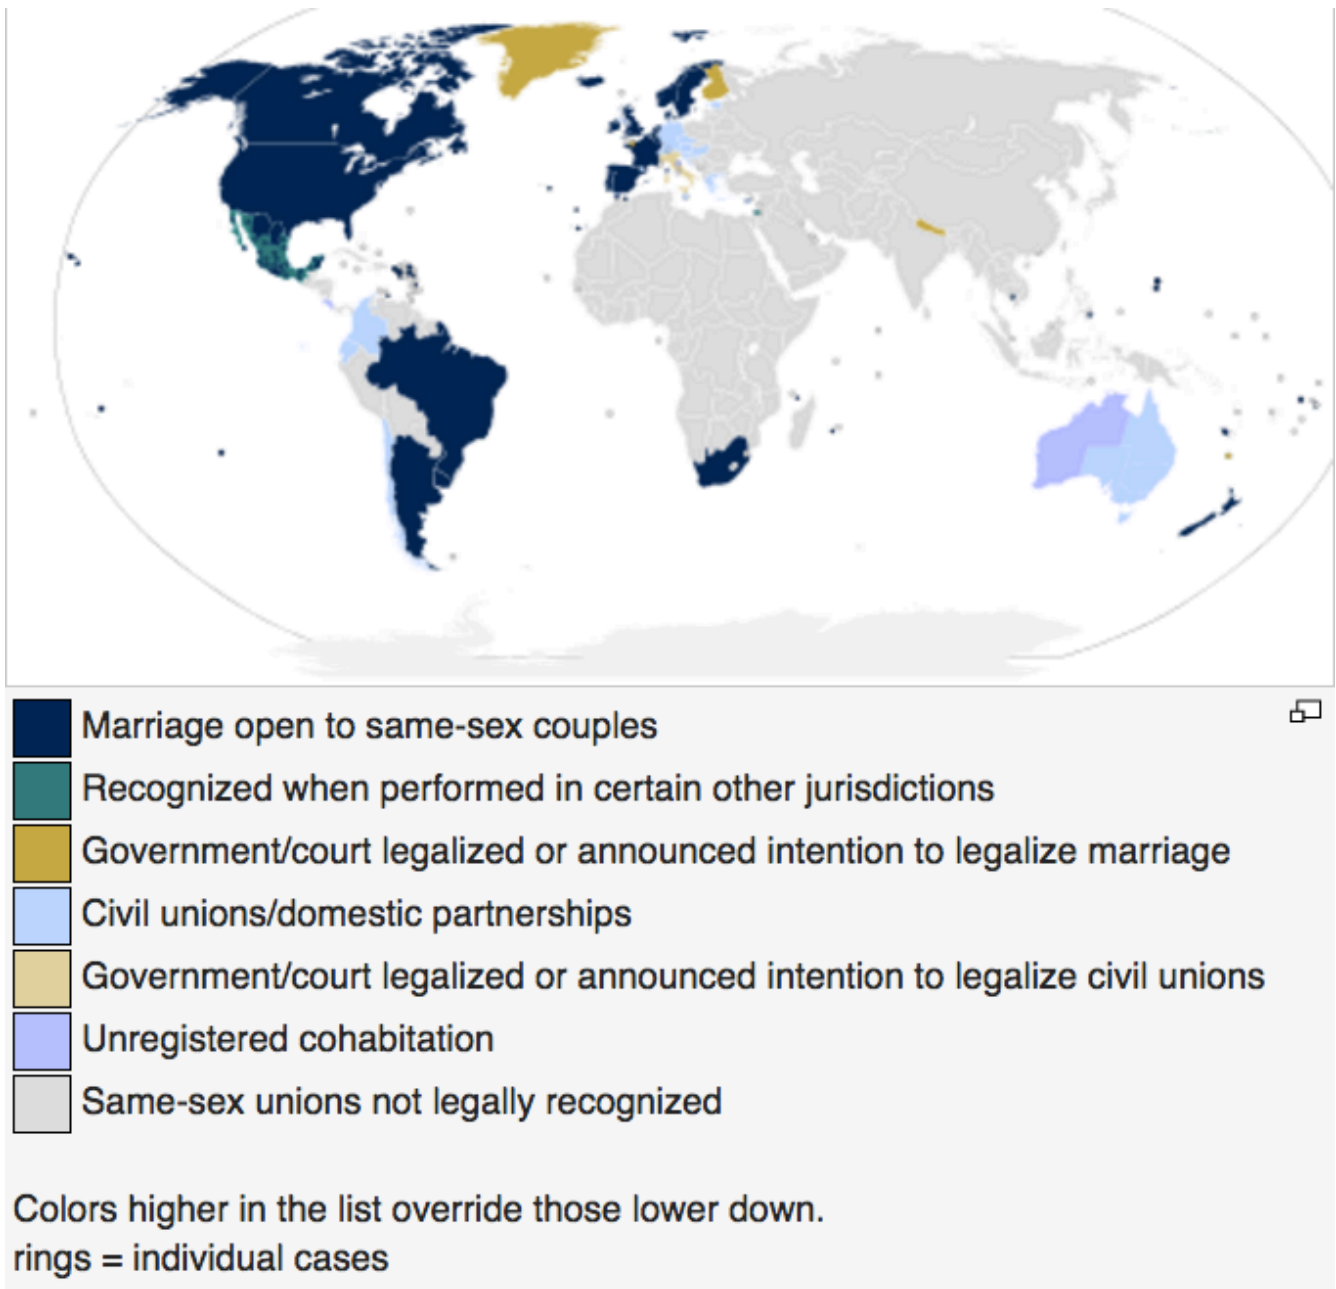 Marriage open to same-sex couples
Recognized when performed in certain other jurisdictions
Government/court legalized or announced intention to legalize marriage
Civil unions/domestic partnerships
Government/court legalized or announced intention to legalize civil unions
Unregistered cohabitation
Same-sex unions not legally recognized
Colors higher in the list override those lower down.
rings = individual cases